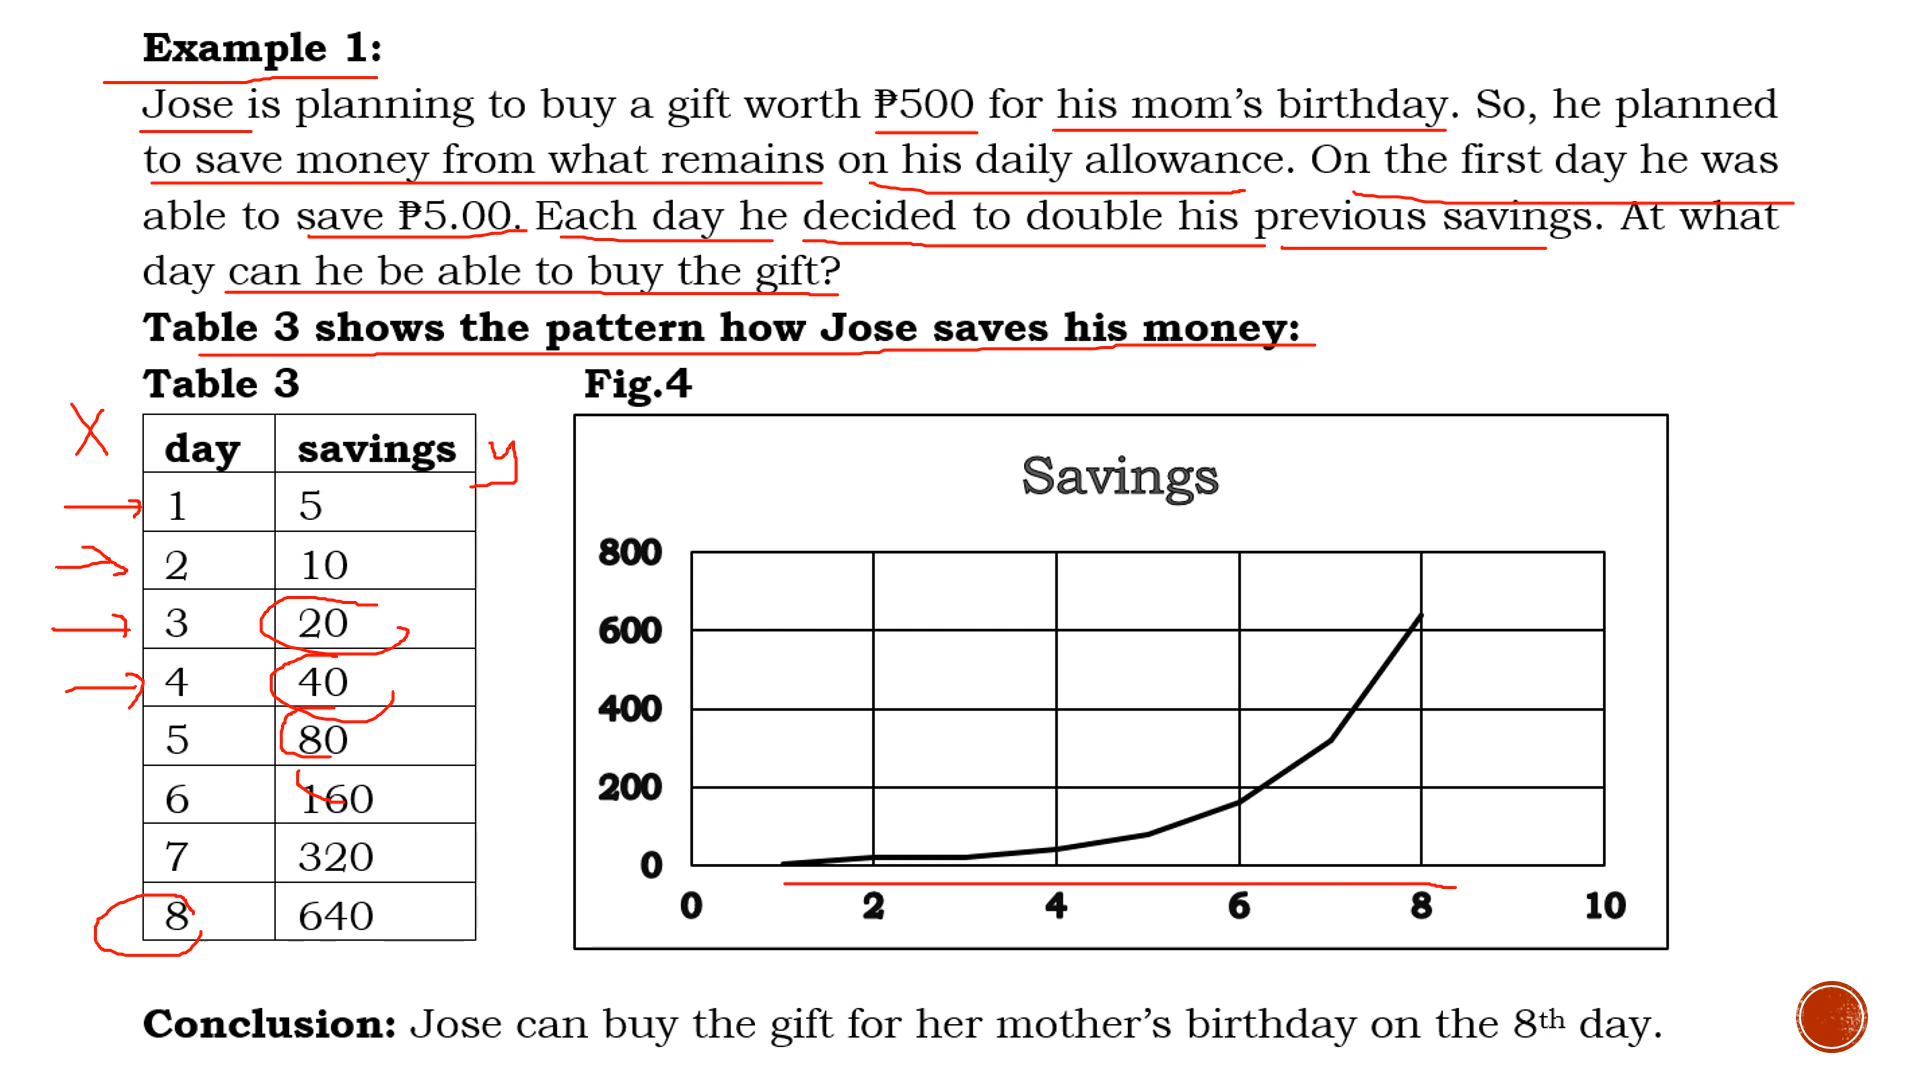 Example 1:
Jose is planning to buy a gift worth ₱500 for his mom's birthday. So, he planned
to save money from what remains on his daily allowance. On the first day he was
able to save ₱5.00. Each day he decided to double his previous savings. At what
day can he be able to buy the gift?
Table 3 shows the pattern how Jose saves his money:
Table 3
Fig.4
X
day savings
y
1 5
2 10
3 20
4 40
5 80
6 160
7 320
8 640
Savings
800
600
400
200
0
0 2 4 6 8 10
Conclusion: Jose can buy the gift for her mother's birthday on the 8th day.